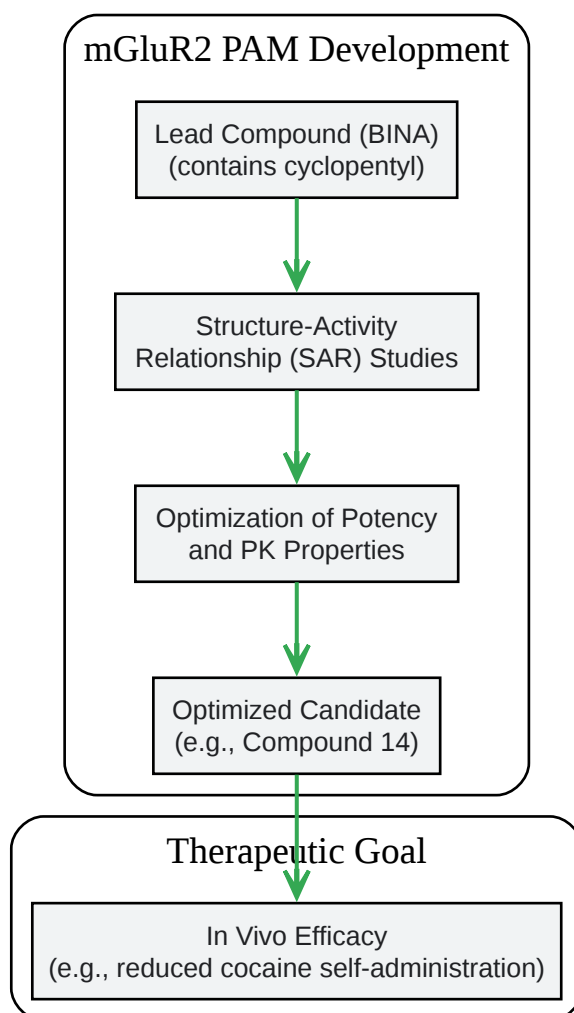 mGluR2 PAM Development
Lead Compound (BINA)
(contains cyclopentyl)
Structure-Activity
Relationship (SAR) Studies
Optimization of Potency
and PK Properties
Optimized Candidate
(e.g., Compound 14)
Therapeutic Goal
In Vivo Efficacy
(e.g., reduced cocaine self-administration)